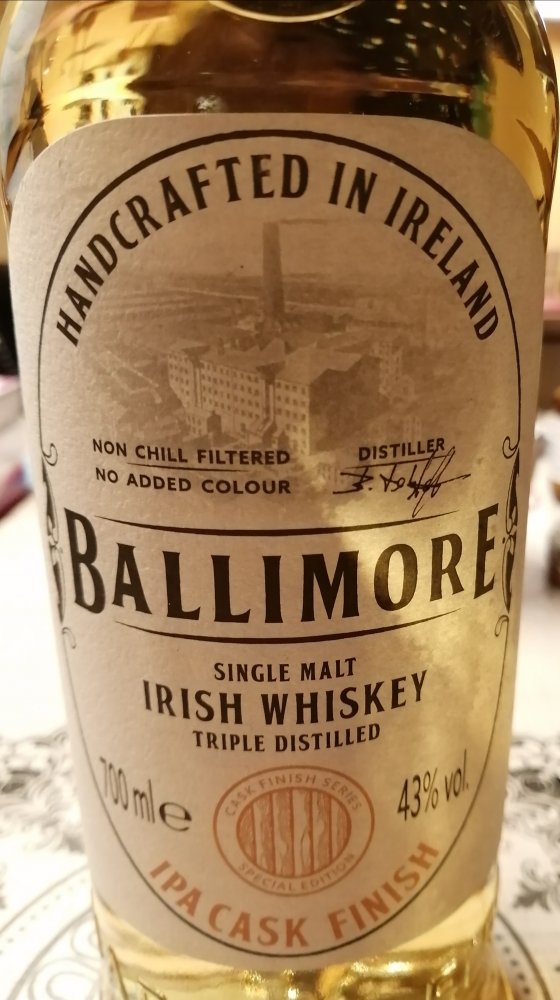 HANDCRAFTED IN IRELAND
NON CHILL FILTERED
NO ADDED COLOUR
DISTILLER
BALLIMORE
SINGLE MALT
IRISH WHISKEY
TRIPLE DISTILLED
700 ml e
43% vol.
CASK FINISH SERIES
SPECIAL EDITION
IPA CASK FINISH